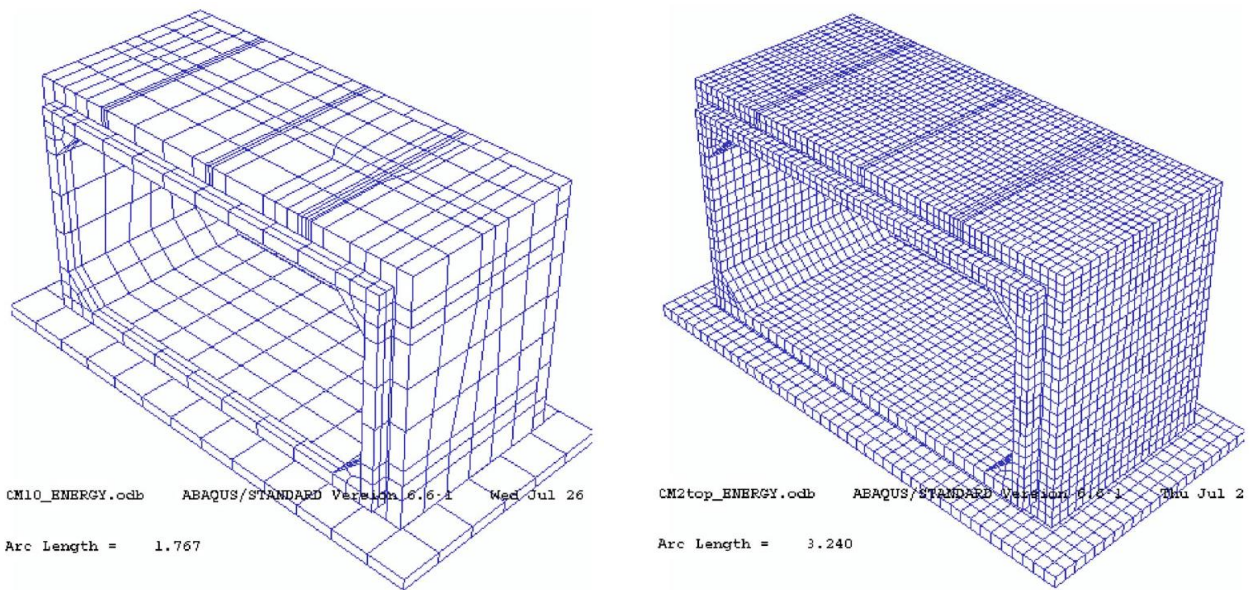 CM10_ENERGY.odb ABAQUS/STANDARD Version 6.6-1 Wed Jul 26
Arc Length = 1.767
CM2top_ENERGY.odb ABAQUS/STANDARD Version 6.6-1 Thu Jul 2
Arc Length = 3.240